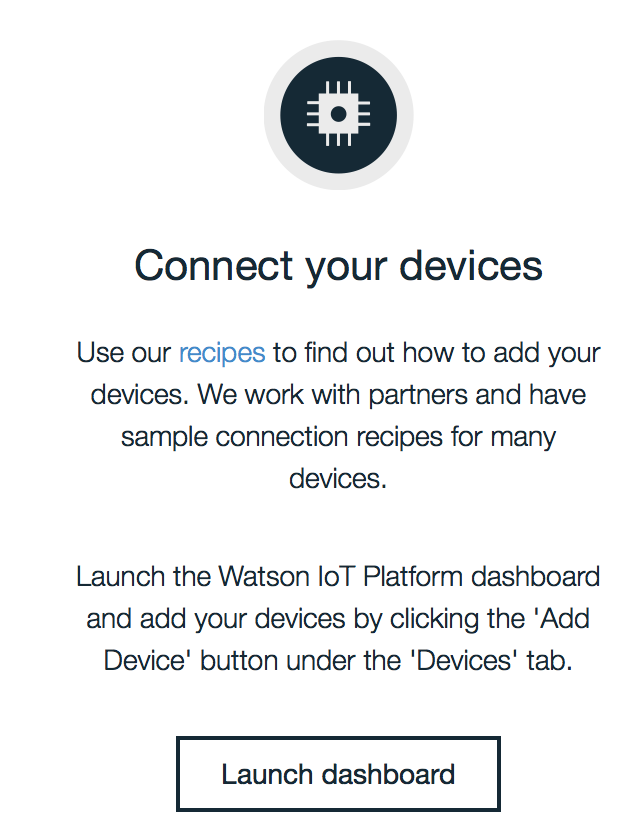 Connect your devices
Use our recipes to find out how to add your
devices. We work with partners and have
sample connection recipes for many
devices.
Launch the Watson IoT Platform dashboard
and add your devices by clicking the 'Add
Device' button under the 'Devices' tab.
Launch dashboard